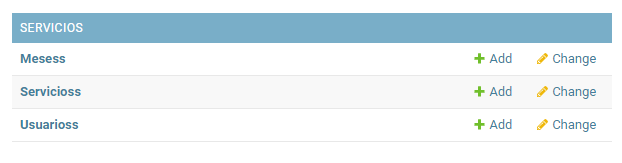 SERVICIOS
Mesess Add Change
Servicioss Add Change
Usuarioss Add Change